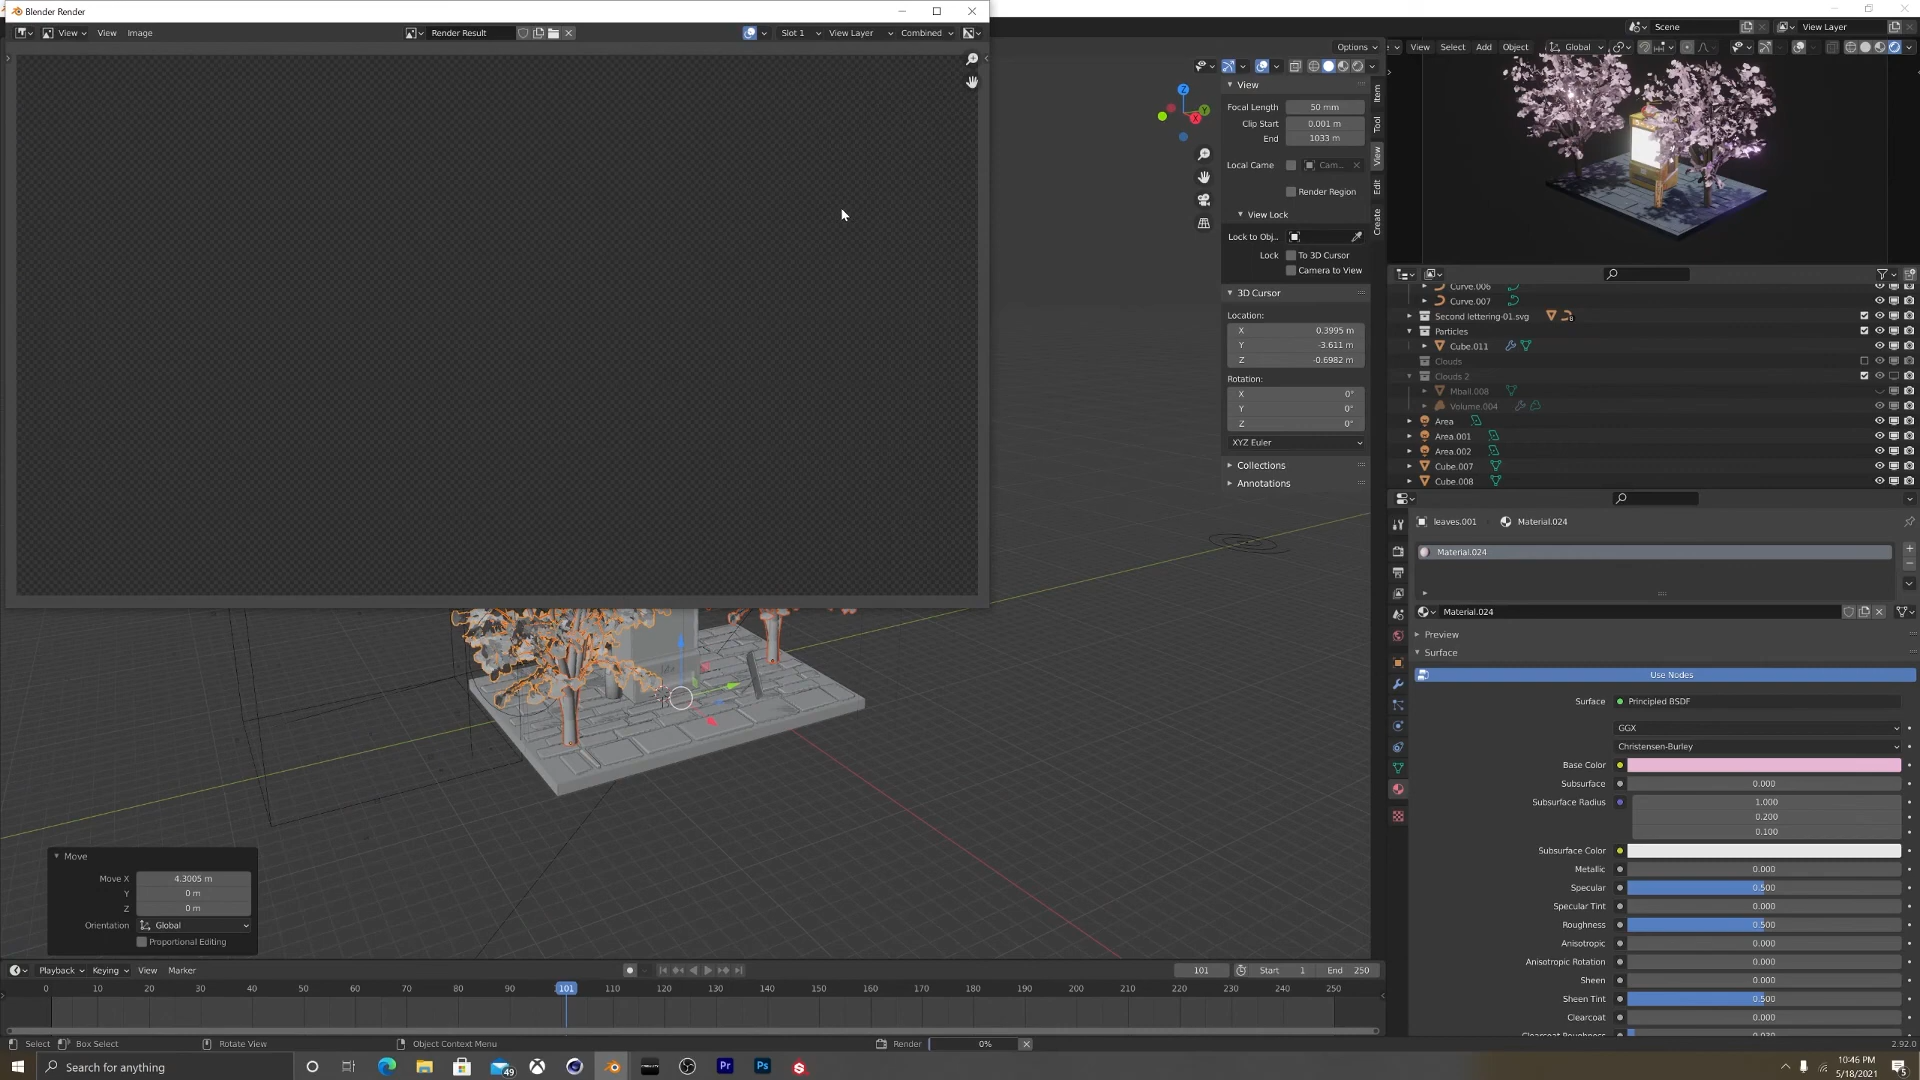 Blender Render
View View Image Render Result Slot 1 View Layer Combined
Scene View Layer
Options View Select Add Object Global
View
Focal Length 50 mm
Clip Start 0.001 m
End 1033 m
Local Came Cam...
Render Region
View Lock
Lock to Obj..
Lock To 3D Cursor
Camera to View
3D Cursor
Location:
X 0.3995 m
Y -3.611 m
Z -0.6982 m
Rotation:
X 0°
Y 0°
Z 0°
XYZ Euler
Collections
Annotations
Item
Tool
View
Edit
Create
Z
Y
X
Curve.006
Curve.007
Second lettering-01.svg
Particles
Cube.011
Clouds
Clouds 2
Mball.008
Volume.004
Area
Area.001
Area.002
Cube.007
Cube.008
leaves.001 Material.024
Material.024
Material.024
Preview
Surface
Use Nodes
Surface Principled BSDF
GGX
Christensen-Burley
Base Color
Subsurface 0.000
Subsurface Radius 1.000
0.200
0.100
Subsurface Color
Metallic 0.000
Specular 0.500
Specular Tint 0.000
Roughness 0.500
Anisotropic 0.000
Anisotropic Rotation 0.000
Sheen 0.000
Sheen Tint 0.500
Clearcoat 0.000
Clearcoat Roughness 0.030
Move
Move X 4.3005 m
Y 0 m
Z 0 m
Orientation Global
Proportional Editing
Playback Keying View Marker 101 Start 1 End 250
0 10 20 30 40 50 60 70 80 90 101 110 120 130 140 150 160 170 180 190 200 210 220 230 240 250
Select Box Select Rotate View Object Context Menu Render 0% 2.92.0
Search for anything 49 Pr Ps 10:46 PM
5/18/2021 5